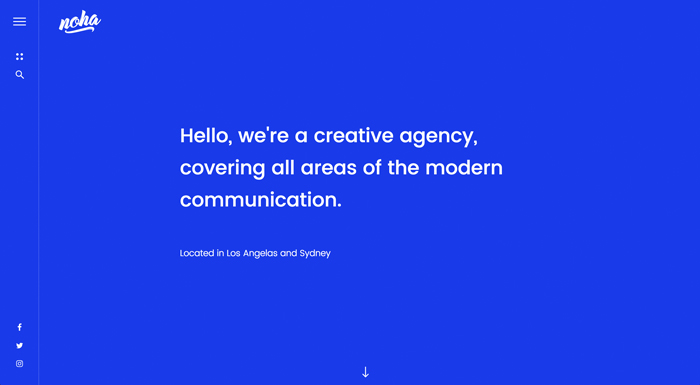 noha
Hello, we're a creative agency,
covering all areas of the modern
communication.
Located in Los Angelas and Sydney